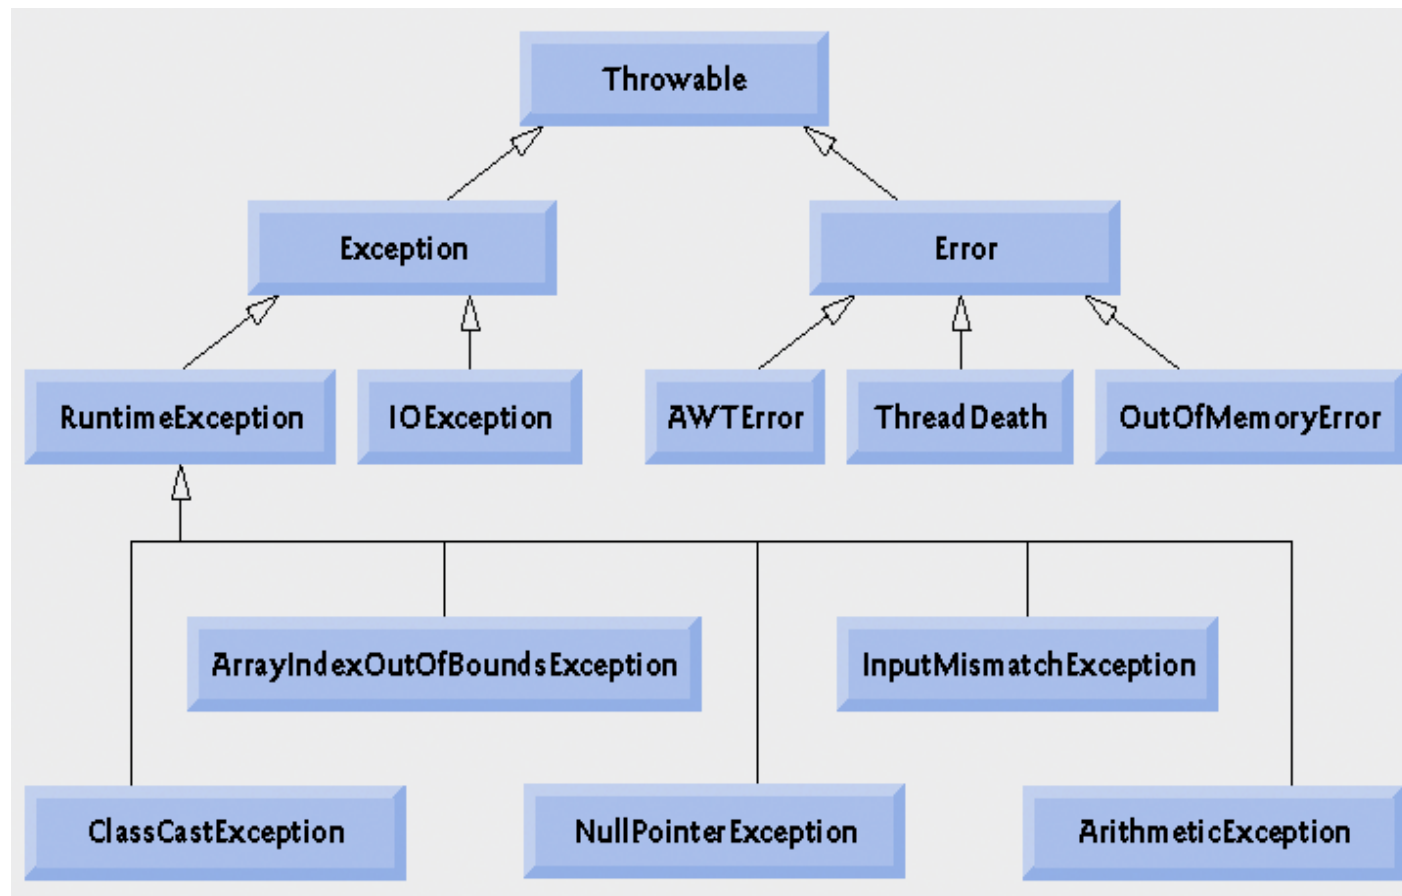 Throwable
Exception
Error
RuntimeException
IOException
AWTError
ThreadDeath
OutOfMemoryError
ArrayIndexOutOfBoundsException
InputMismatchException
ClassCastException
NullPointerException
ArithmeticException